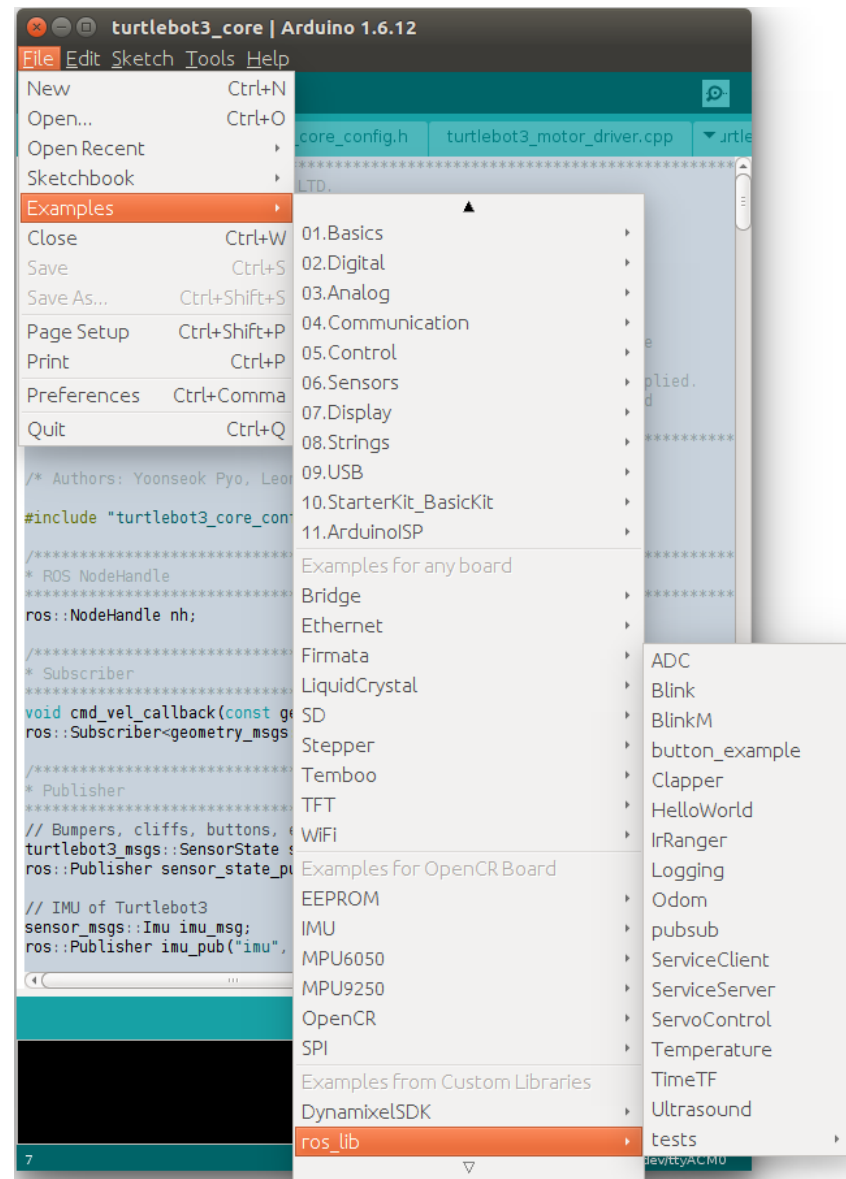 turtlebot3_core | Arduino 1.6.12
File Edit Sketch Tools Help
New Ctrl+N
Open... Ctrl+O
Open Recent
Sketchbook
Examples
Close Ctrl+W
Save Ctrl+S
Save As... Ctrl+Shift+S
Page Setup Ctrl+Shift+P
Print Ctrl+P
Preferences Ctrl+Comma
Quit Ctrl+Q
_core_config.h turtlebot3_motor_driver.cpp
LTD.
plied.
01.Basics
02.Digital
03.Analog
04.Communication
05.Control
06.Sensors
07.Display
08.Strings
09.USB
10.StarterKit_BasicKit
11.ArduinoISP
Examples for any board
Bridge
Ethernet
Firmata
LiquidCrystal
SD
Stepper
Temboo
TFT
WiFi
Examples for OpenCR Board
EEPROM
IMU
MPU6050
MPU9250
OpenCR
SPI
Examples from Custom Libraries
DynamixelSDK
ros_lib
ADC
Blink
BlinkM
button_example
Clapper
HelloWorld
IrRanger
Logging
Odom
pubsub
ServiceClient
ServiceServer
ServoControl
Temperature
TimeTF
Ultrasound
tests
/* Authors: Yoonseok Pyo, Leon
#include "turtlebot3_core_con
/*****************************
* ROS NodeHandle
******************************
ros::NodeHandle nh;
/*****************************
* Subscriber
******************************
void cmd_vel_callback(const ge
ros::Subscriber<geometry_msgs
/*****************************
* Publisher
******************************
// Bumpers, cliffs, buttons, e
turtlebot3_msgs::SensorState s
ros::Publisher sensor_state_pu
// IMU of Turtlebot3
sensor_msgs::Imu imu_msg;
ros::Publisher imu_pub("imu",
7 dev/ttyACM0